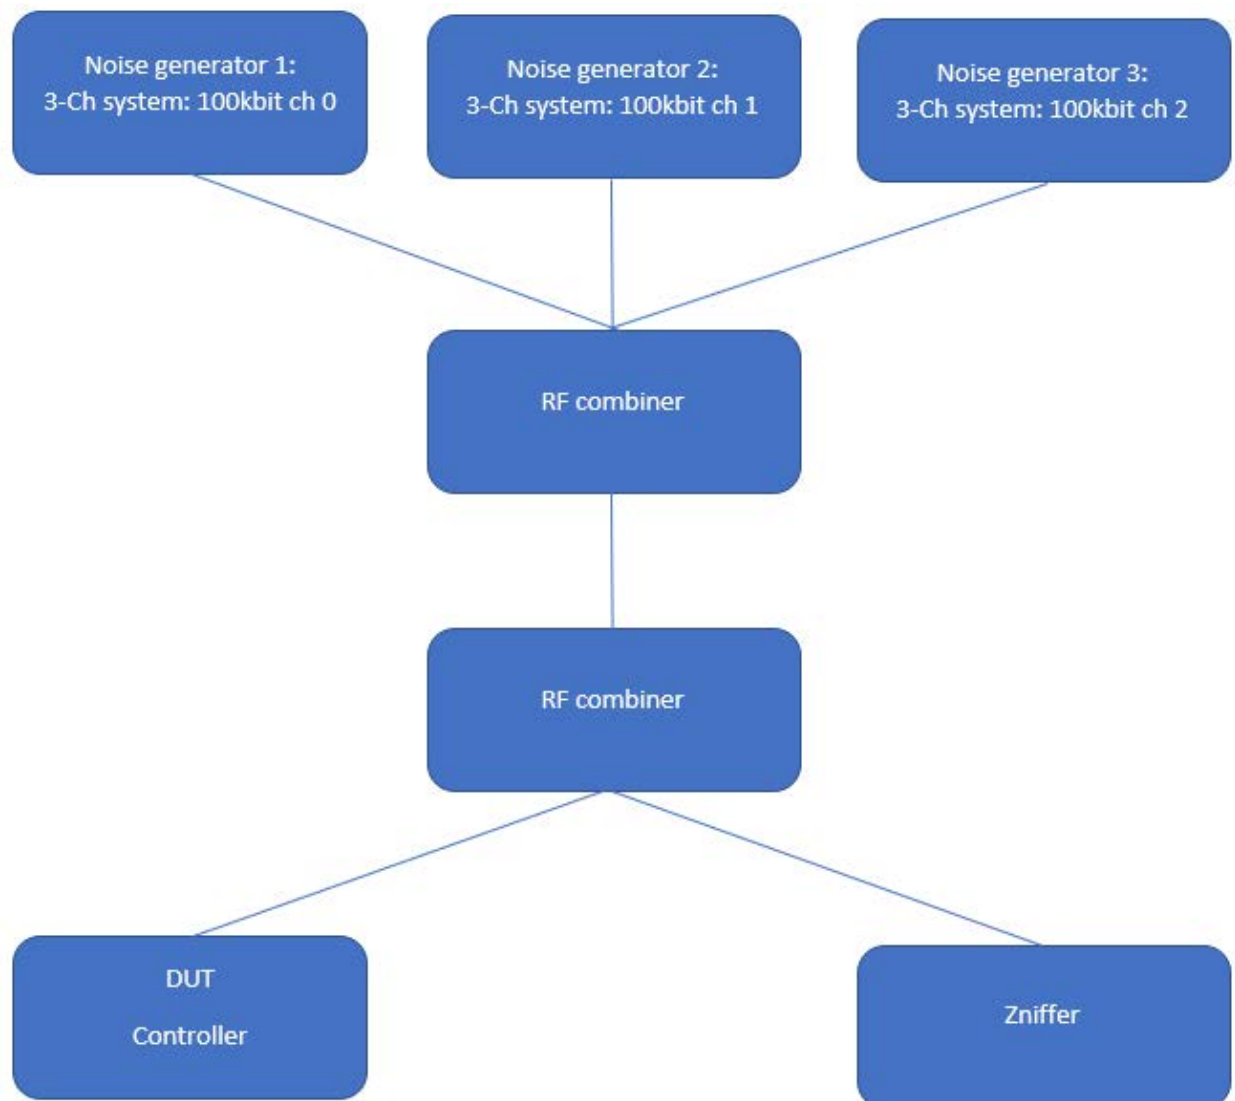 Noise generator 1:
3-Ch system: 100kbit ch 0
Noise generator 2:
3-Ch system: 100kbit ch 1
Noise generator 3:
3-Ch system: 100kbit ch 2
RF combiner
RF combiner
DUT
Controller
Zniffer